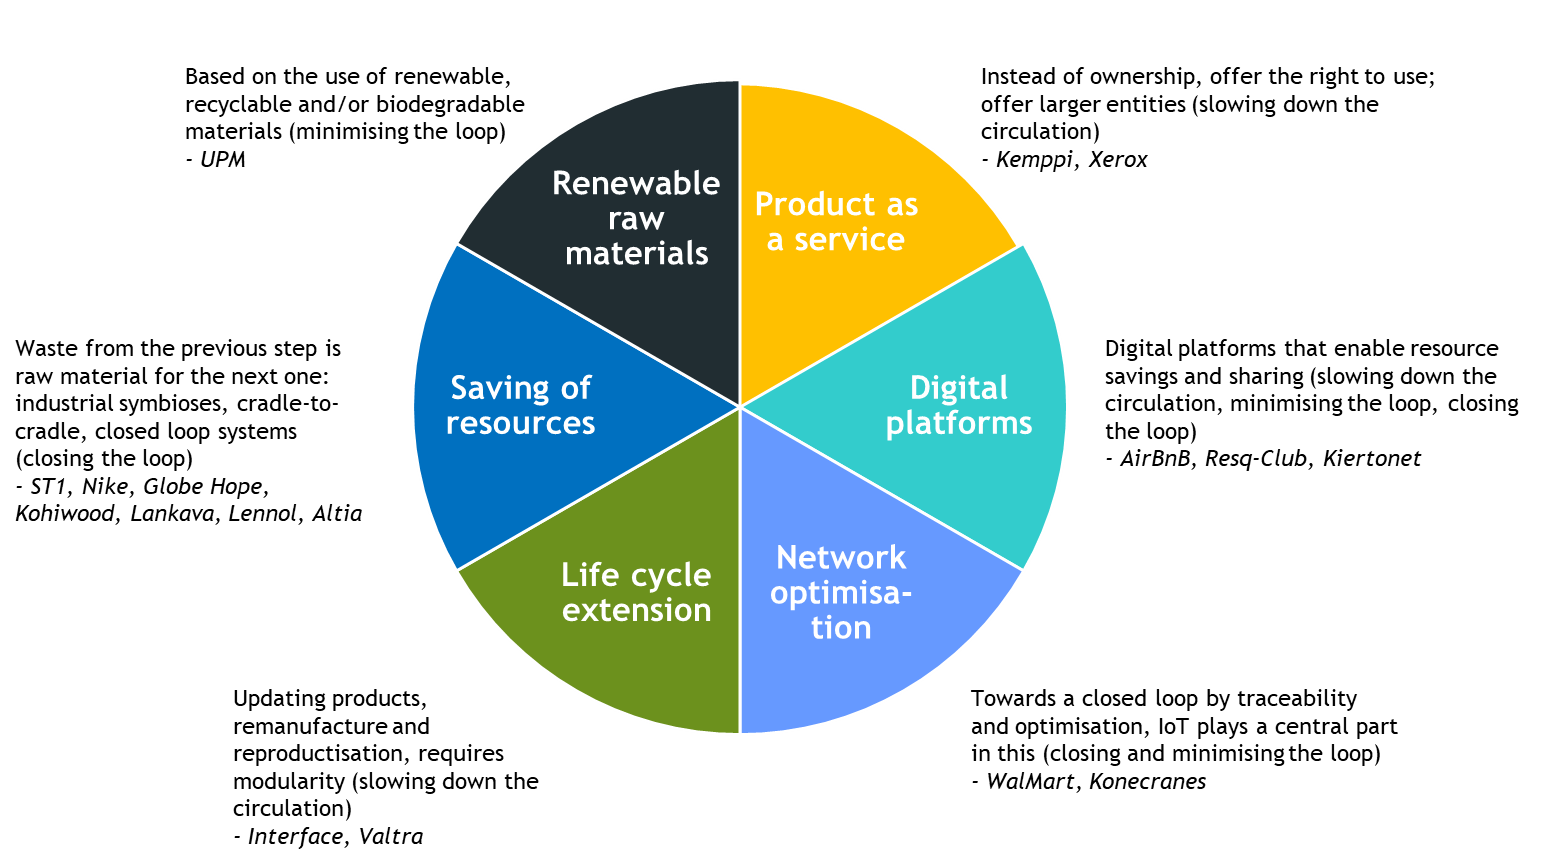 Based on the use of renewable,
recyclable and/or biodegradable
materials (minimising the loop)
- UPM
Instead of ownership, offer the right to use;
offer larger entities (slowing down the
circulation)
- Kemppi, Xerox
Renewable
raw
materials
Product as
a service
Waste from the previous step is
raw material for the next one:
industrial symbioses, cradle-to-
cradle, closed loop systems
(closing the loop)
- ST1, Nike, Globe Hope,
Kohiwood, Lankava, Lennol, Altia
Saving of
resources
Digital
platforms
Digital platforms that enable resource
savings and sharing (slowing down the
circulation, minimising the loop, closing
the loop)
- AirBnB, Resq-Club, Kiertonet
Life cycle
extension
Network
optimisa-
tion
Updating products,
remanufacture and
reproductisation, requires
modularity (slowing down the
circulation)
- Interface, Valtra
Towards a closed loop by traceability
and optimisation, IoT plays a central part
in this (closing and minimising the loop)
- WalMart, Konecranes